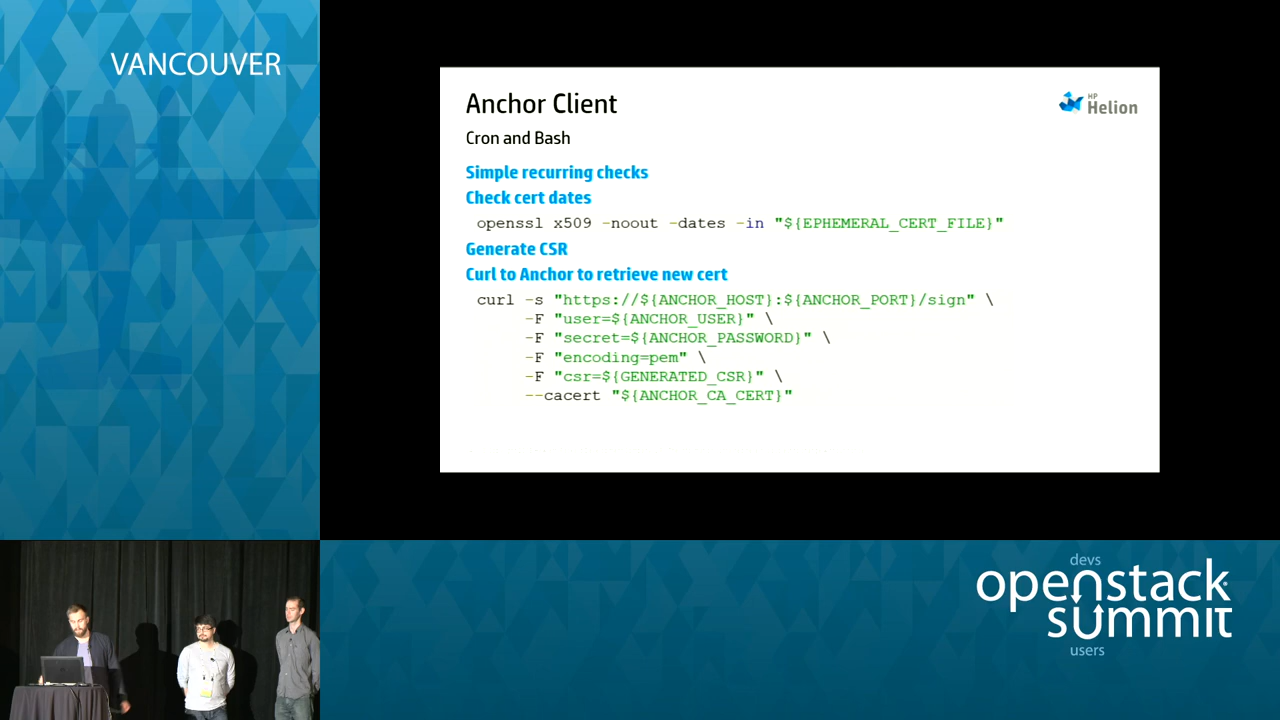 VANCOUVER
Anchor Client
HP
Helion
Cron and Bash
Simple recurring checks
Check cert dates
openssl x509 -noout -dates -in "${EPHEMERAL_CERT_FILE}"
Generate CSR
Curl to Anchor to retrieve new cert
curl -s "https://${ANCHOR_HOST}:${ANCHOR_PORT}/sign" \
-F "user=${ANCHOR_USER}" \
-F "secret=${ANCHOR_PASSWORD}" \
-F "encoding=pem" \
-F "csr=${GENERATED_CSR}" \
--cacert "${ANCHOR_CA_CERT}"
devs
openstack
summit
users